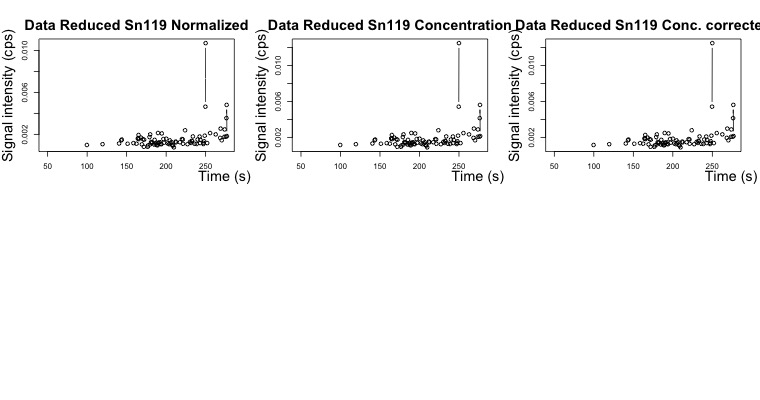 Data Reduced Sn119 Normalized
Signal intensity (cps)
0.002
0.006
0.010
50
100
150
200
250
Time (s)
Data Reduced Sn119 Concentration
Signal intensity (cps)
0.002
0.006
0.010
50
100
150
200
250
Time (s)
Data Reduced Sn119 Conc. correcte
Signal intensity (cps)
0.002
0.006
0.010
50
100
150
200
250
Time (s)